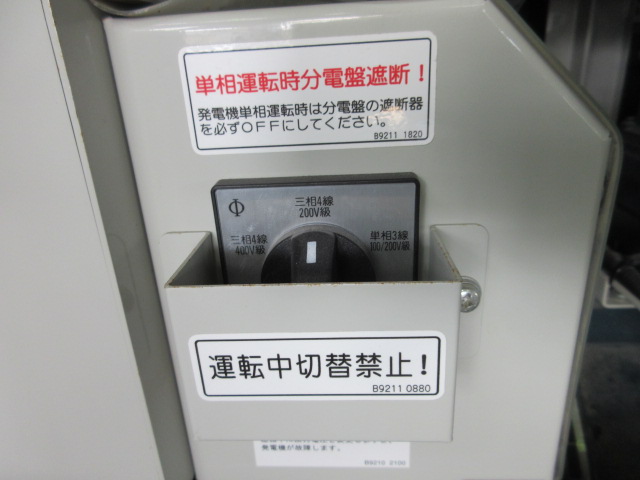 単相運転時分電盤遮断！
発電機単相運転時は分電盤の遮断器
を必ずOFFにしてください。
B9211 1820
Φ
三相4線
200V級
三相4線
400V級
単相3線
100/200V級
運転中切替禁止！
B9211 0880
発電機が故障します。
B9210 2100